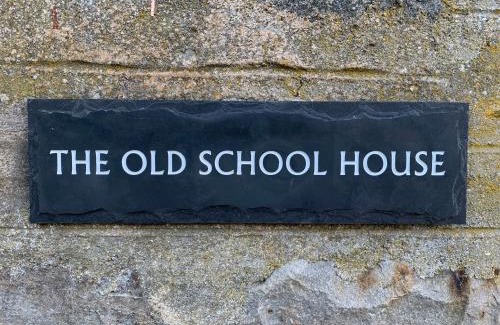 THE OLD SCHOOL HOUSE